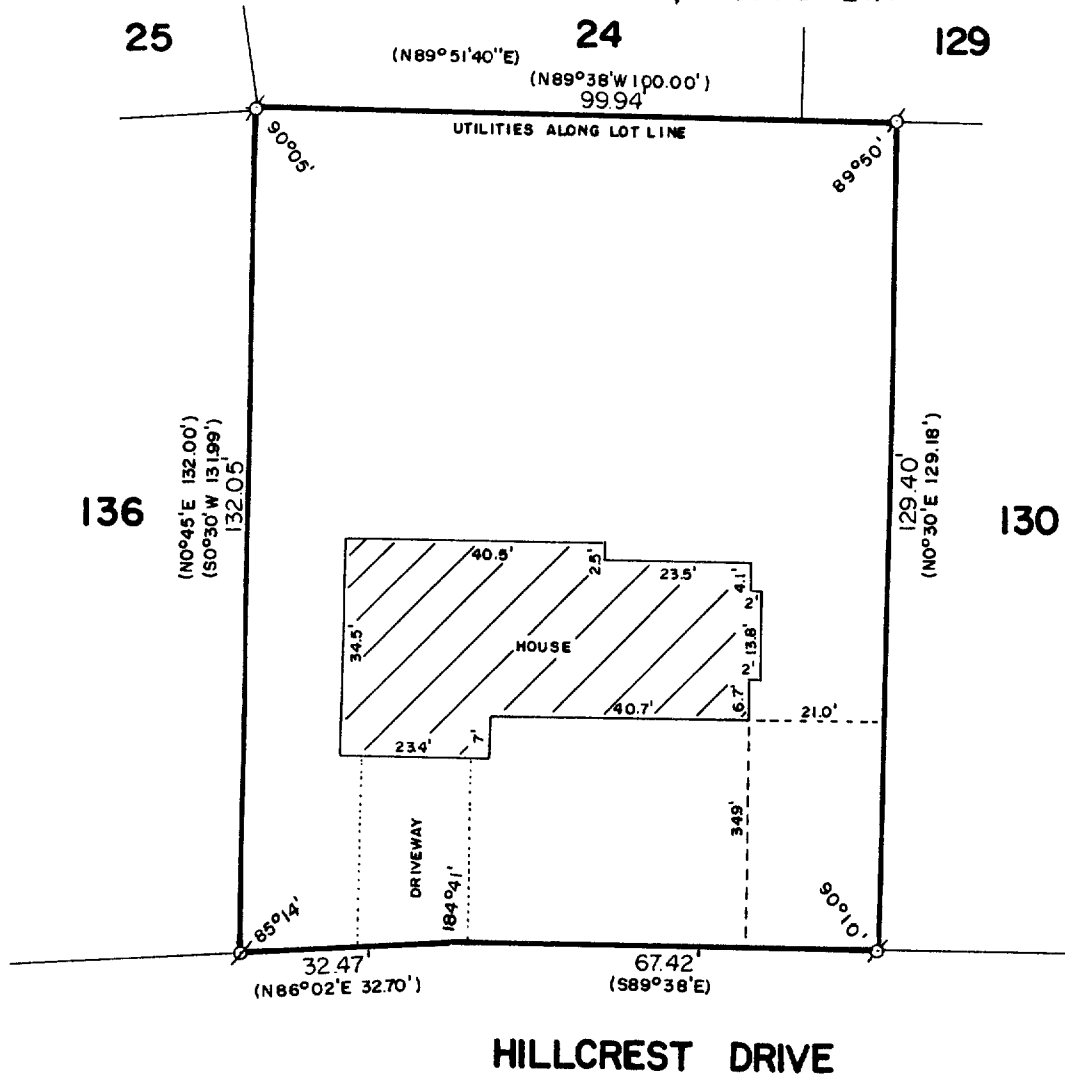 25
24
129
(N89°51'40"E)
(N89°38'W 100.00')
99.94'
UTILITIES ALONG LOT LINE
90°05'
89°50'
136
(N0°45'E 132.00')
(S0°30'W 131.99')
132.05'
129.40'
(N0°30'E 129.18')
130
40.5'
2.5'
23.5'
4.1'
2'
13.8'
2'
6.7'
34.5'
HOUSE
40.7'
21.0'
23.4'
7'
34.9'
DRIVEWAY
184°41'
85°14'
90°10'
32.47'
(N86°02'E 32.70')
67.42'
(S89°38'E)
HILLCREST DRIVE